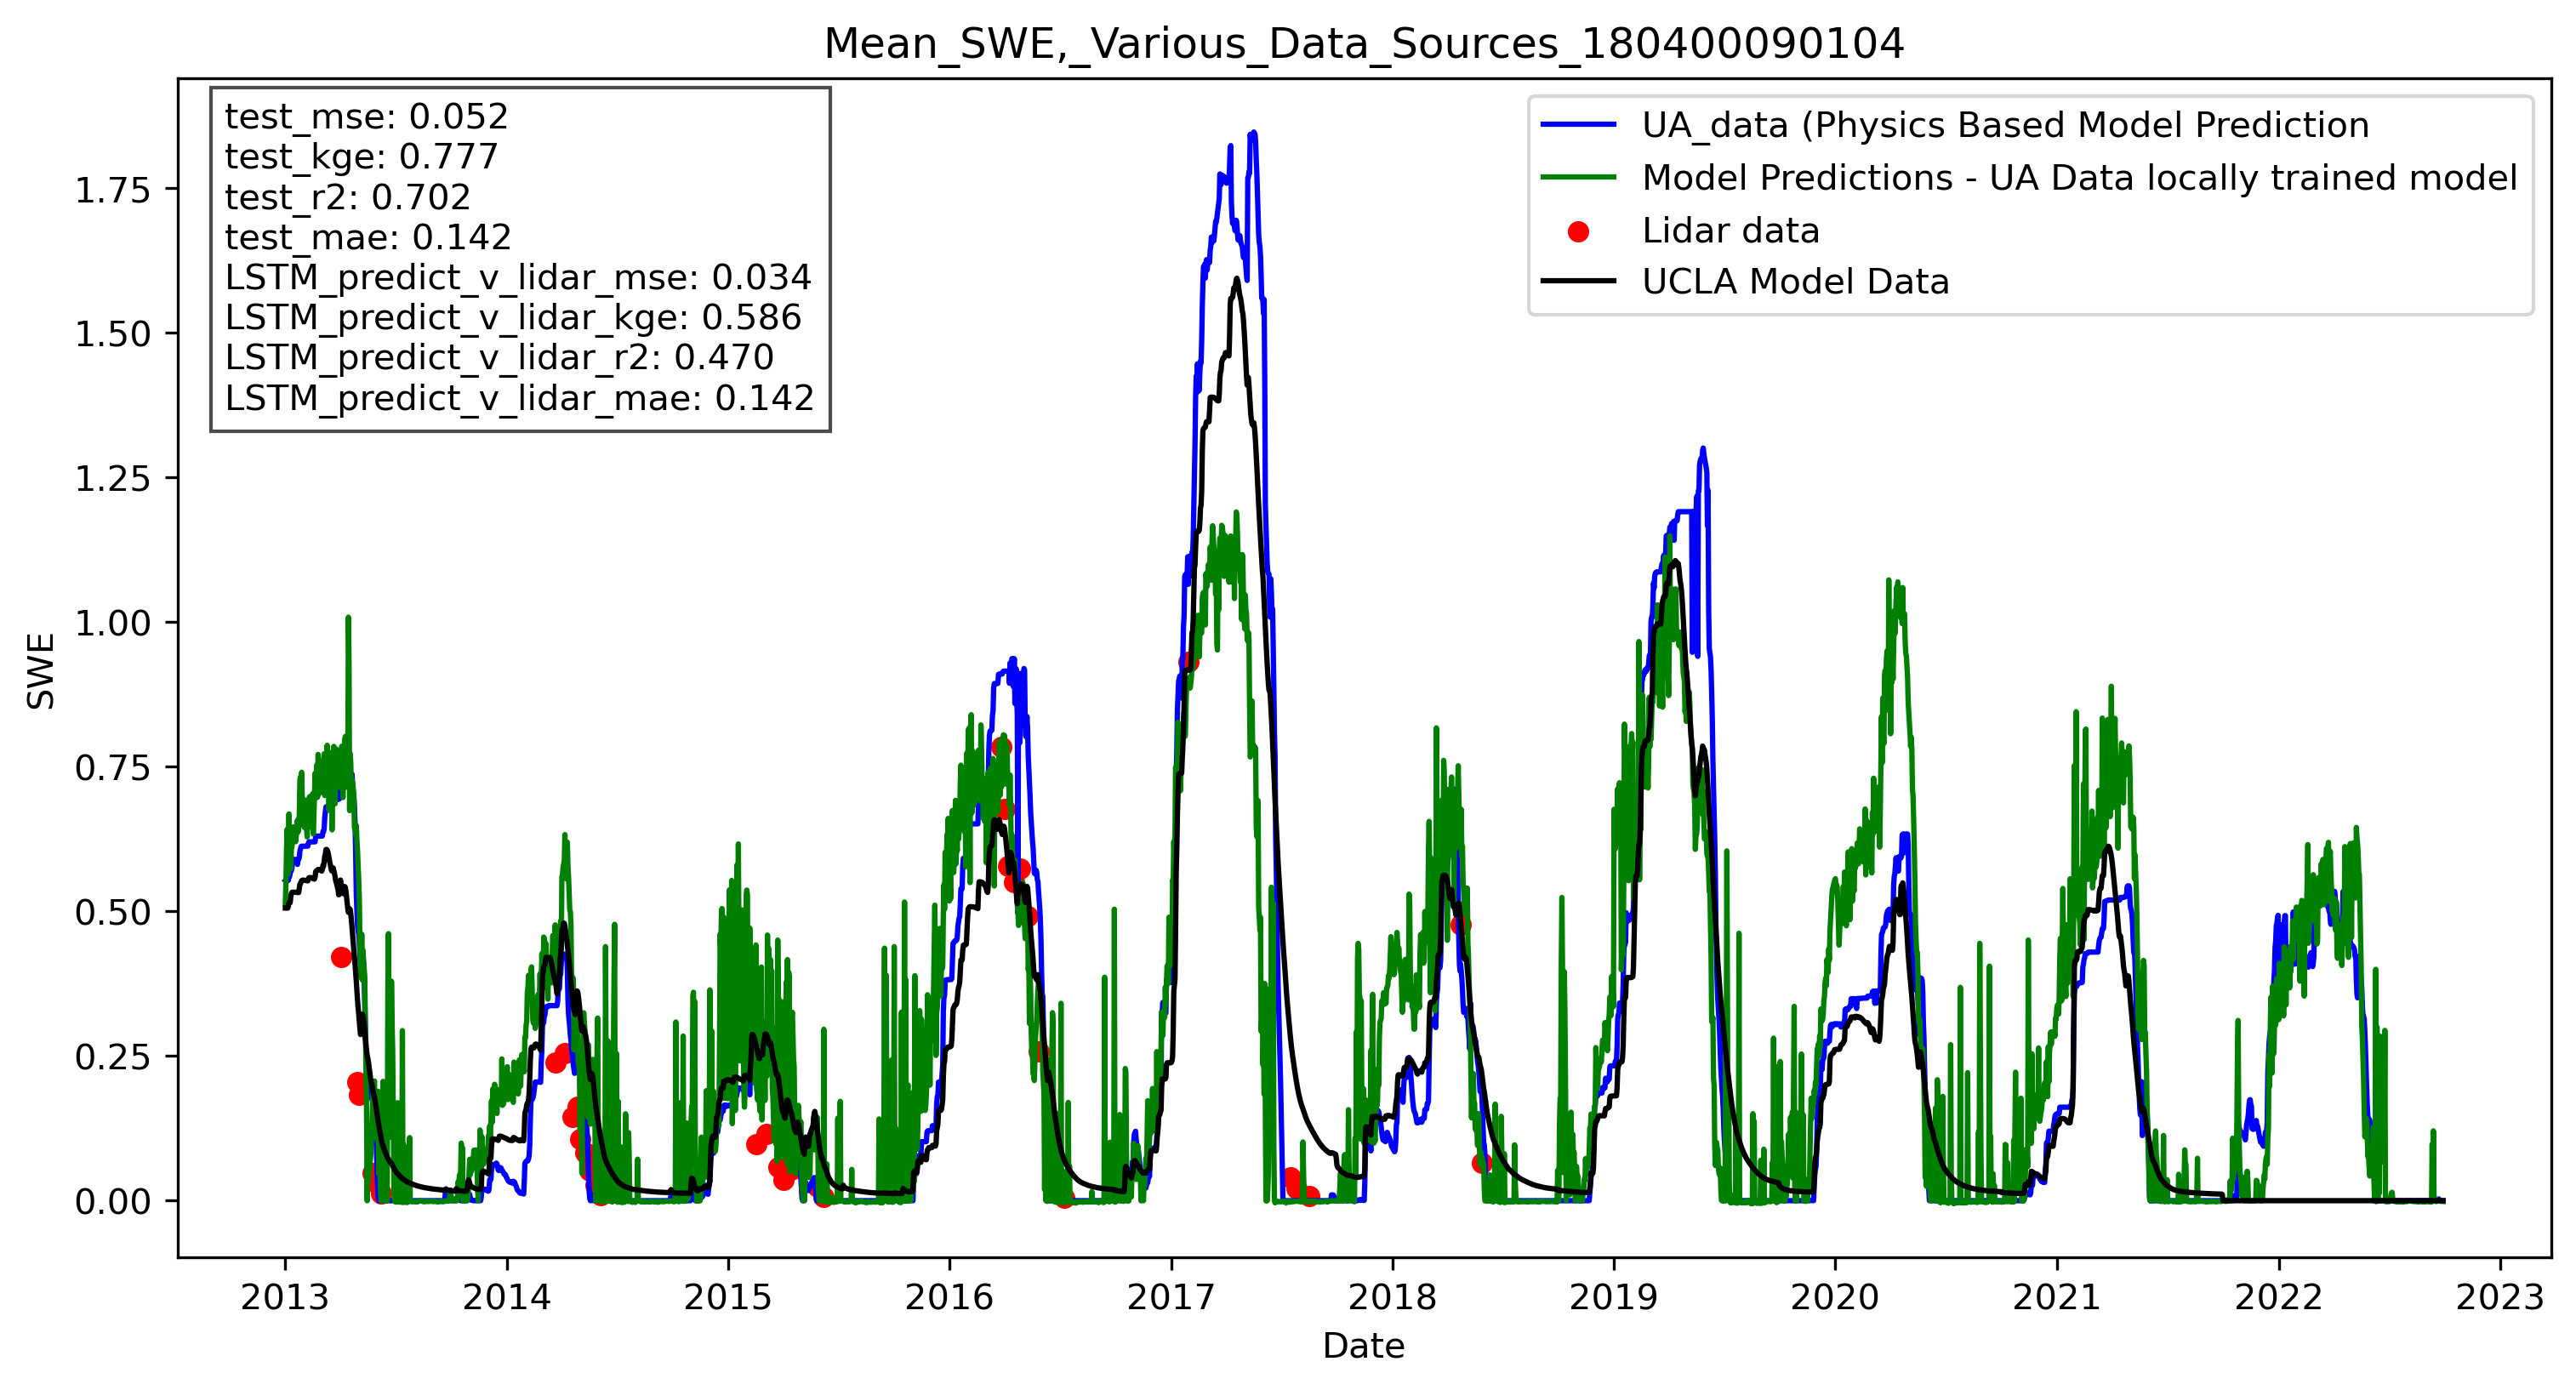 Mean_SWE,_Various_Data_Sources_180400090104
test_mse: 0.052
test_kge: 0.777
test_r2: 0.702
test_mae: 0.142
LSTM_predict_v_lidar_mse: 0.034
LSTM_predict_v_lidar_kge: 0.586
LSTM_predict_v_lidar_r2: 0.470
LSTM_predict_v_lidar_mae: 0.142
UA_data (Physics Based Model Prediction
Model Predictions - UA Data locally trained model
Lidar data
UCLA Model Data
SWE
1.75
1.50
1.25
1.00
0.75
0.50
0.25
0.00
2013 2014 2015 2016 2017 2018 2019 2020 2021 2022 2023
Date